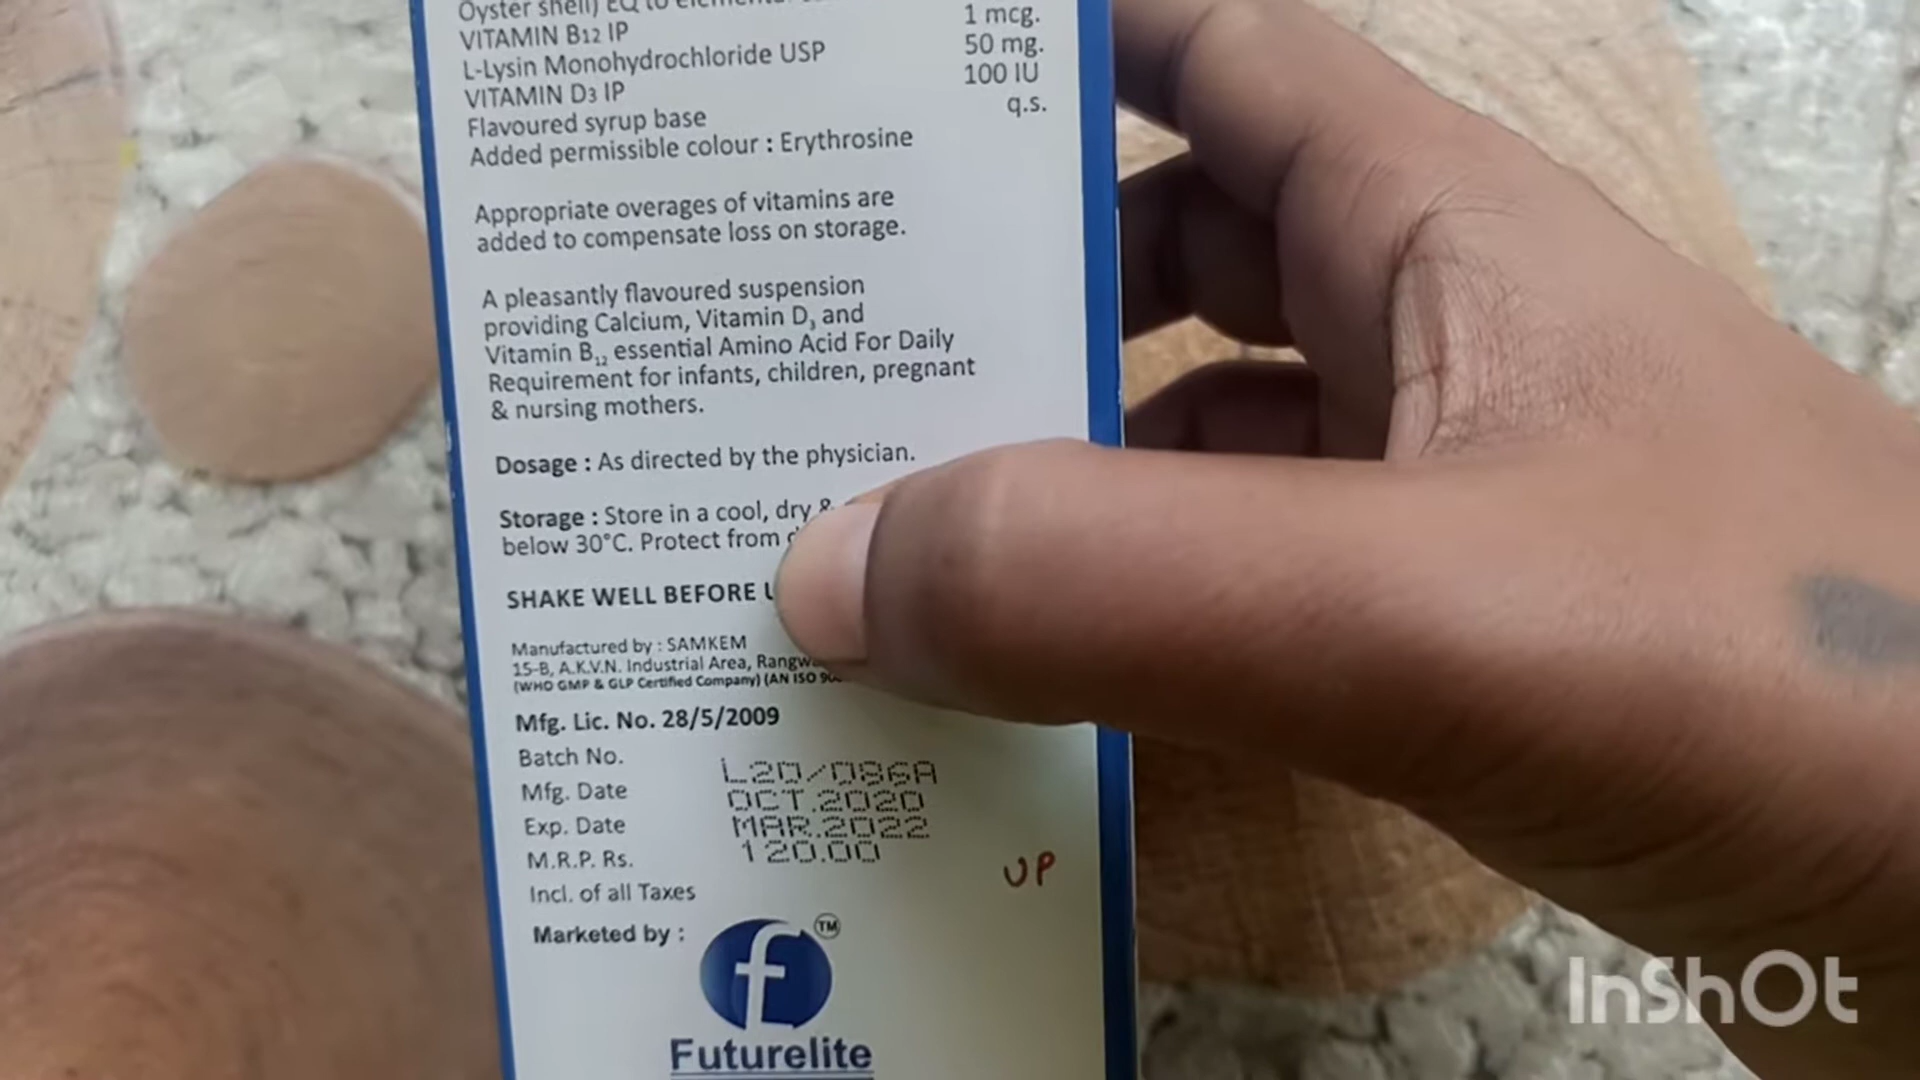 Oyster shell) EQ to elemental
VITAMIN B12 IP 1 mcg.
L-Lysin Monohydrochloride USP 50 mg.
VITAMIN D3 IP 100 IU
Flavoured syrup base q.s.
Added permissible colour : Erythrosine
Appropriate overages of vitamins are
added to compensate loss on storage.
A pleasantly flavoured suspension
providing Calcium, Vitamin D3 and
Vitamin B12 essential Amino Acid For Daily
Requirement for infants, children, pregnant
& nursing mothers.
Dosage : As directed by the physician.
Storage : Store in a cool, dry &
below 30°C. Protect from
SHAKE WELL BEFORE
Manufactured by : SAMKEM
15-B, A.K.V.N. Industrial Area,
(WHO GMP & GLP Certified Company) (AN ISO
Mfg. Lic. No. 28/5/2009
Batch No. L20/086A
Mfg. Date OCT.2020
Exp. Date MAR.2022
M.R.P. Rs. 120.00
Incl. of all Taxes
UP
Marketed by :
f TM
Futurelite
InShOt